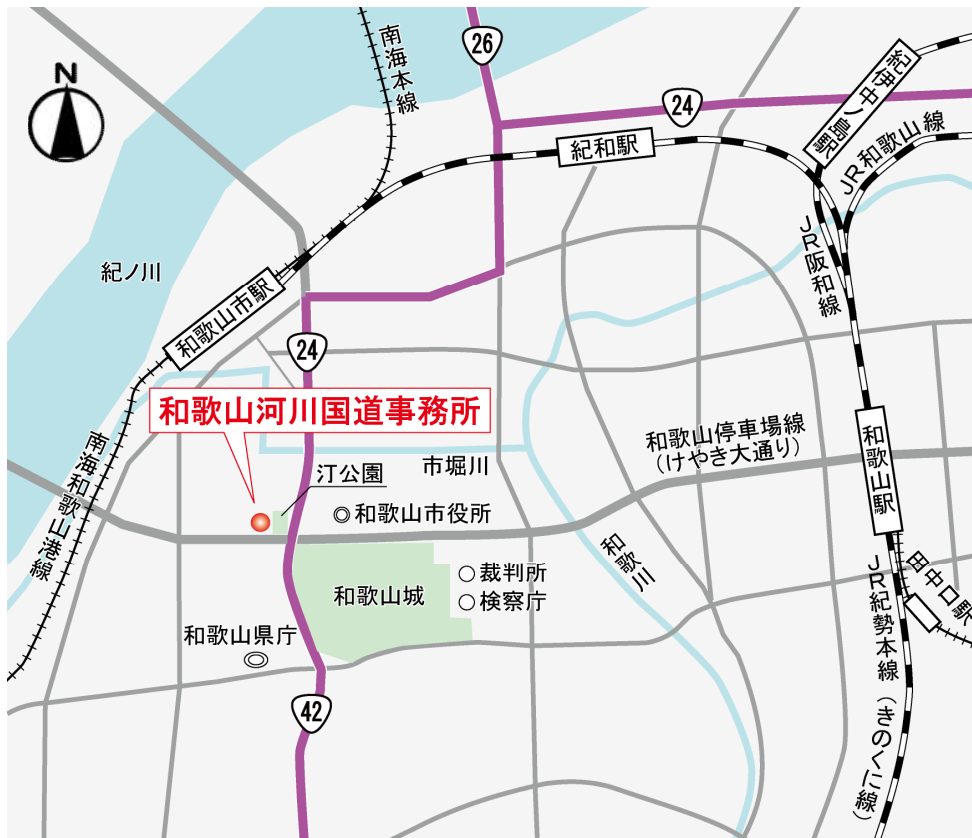 26
南海本線
N
24
紀伊中ノ島駅
紀和駅
JR和歌山線
JR阪和線
紀ノ川
和歌山市駅
24
和歌山河川国道事務所
和歌山停車場線
(けやき大通り)
和歌山駅
市堀川
汀公園
和歌山市役所
南海和歌山港線
和歌川
裁判所
検察庁
和歌山城
田中口駅
和歌山県庁
JR紀勢本線(きのくに線)
42